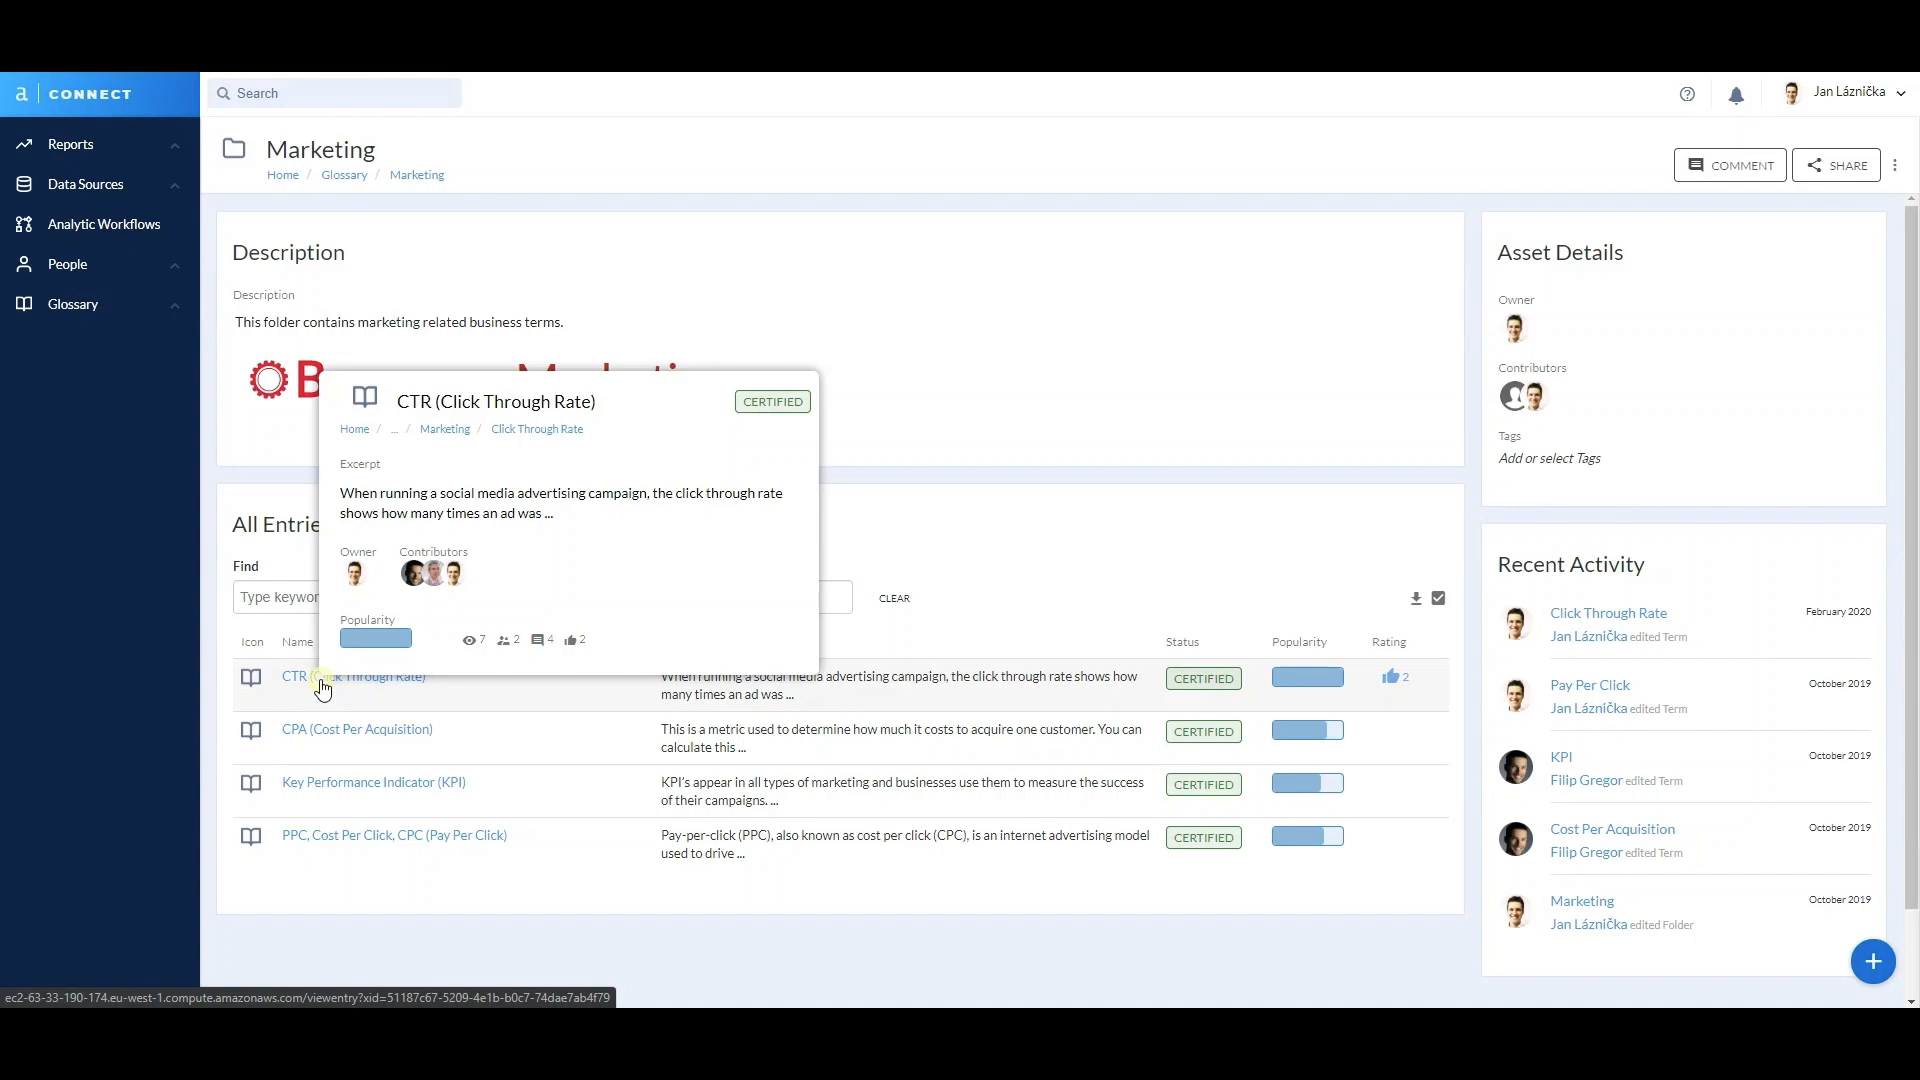 a | CONNECT
Search
Jan Láznička
Reports
Data Sources
Analytic Workflows
People
Glossary
Marketing
Home / Glossary / Marketing
COMMENT
SHARE
Description
Description
This folder contains marketing related business terms.
CTR (Click Through Rate)
CERTIFIED
Home / ... / Marketing / Click Through Rate
Excerpt
When running a social media advertising campaign, the click through rate
shows how many times an ad was ...
Owner Contributors
Popularity
7 2 4 2
All Entrie
Find
Type keywor
CLEAR
Icon Name Status Popularity Rating
CTR (Click Through Rate) When running a social media advertising campaign, the click through rate shows how CERTIFIED 2
many times an ad was ...
CPA (Cost Per Acquisition) This is a metric used to determine how much it costs to acquire one customer. You can CERTIFIED
calculate this ...
Key Performance Indicator (KPI) KPI's appear in all types of marketing and businesses use them to measure the success CERTIFIED
of their campaigns. ...
PPC, Cost Per Click, CPC (Pay Per Click) Pay-per-click (PPC), also known as cost per click (CPC), is an internet advertising model CERTIFIED
used to drive ...
Asset Details
Owner
Contributors
Tags
Add or select Tags
Recent Activity
Click Through Rate February 2020
Jan Láznička edited Term
Pay Per Click October 2019
Jan Láznička edited Term
KPI October 2019
Filip Gregor edited Term
Cost Per Acquisition October 2019
Filip Gregor edited Term
Marketing October 2019
Jan Láznička edited Folder
+
ec2-63-33-190-174.eu-west-1.compute.amazonaws.com/viewentry?xid=51187c67-5209-4e1b-b0c7-74dae7ab4f79